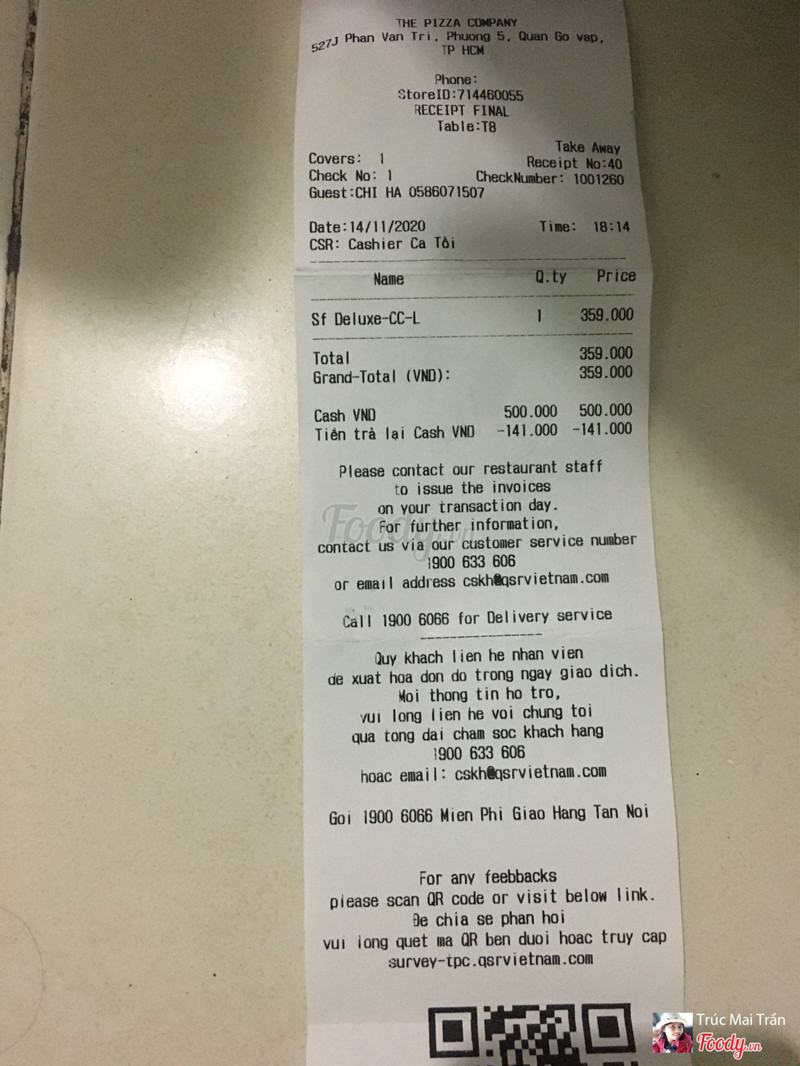 THE PIZZA COMPANY
527J Phan Van Tri, Phuong 5, Quan Go vap,
TP HCM
Phone:
StoreID:714460055
RECEIPT FINAL
Table:T8
Take Away
Covers: 1 Receipt No:40
Check No: 1 CheckNumber: 1001260
Guest:CHI HA 0586071507
Date:14/11/2020 Time: 18:14
CSR: Cashier Ca Tối
Name Q.ty Price
Sf Deluxe-CC-L 1 359.000
Total 359.000
Grand-Total (VND): 359.000
Cash VND 500.000 500.000
Tiền trả lại Cash VND -141.000 -141.000
Please contact our restaurant staff
to issue the invoices
on your transaction day.
For further information,
contact us via our customer service number
1900 633 606
or email address cskh@qsrvietnam.com
Call 1900 6066 for Delivery service
Quy khach lien he nhan vien
de xuat hoa don do trong ngay giao dich.
Moi thong tin ho tro,
vui long lien he voi chung toi
qua tong dai cham soc khach hang
1900 633 606
hoac email: cskh@qsrvietnam.com
Goi 1900 6066 Mien Phi Giao Hang Tan Noi
For any feebbacks
please scan QR code or visit below link.
De chia se phan hoi
vui long quet ma QR ben duoi hoac truy cap
survey-tpc.qsrvietnam.com
Foody.vn
Trúc Mai Trần
Foody.vn